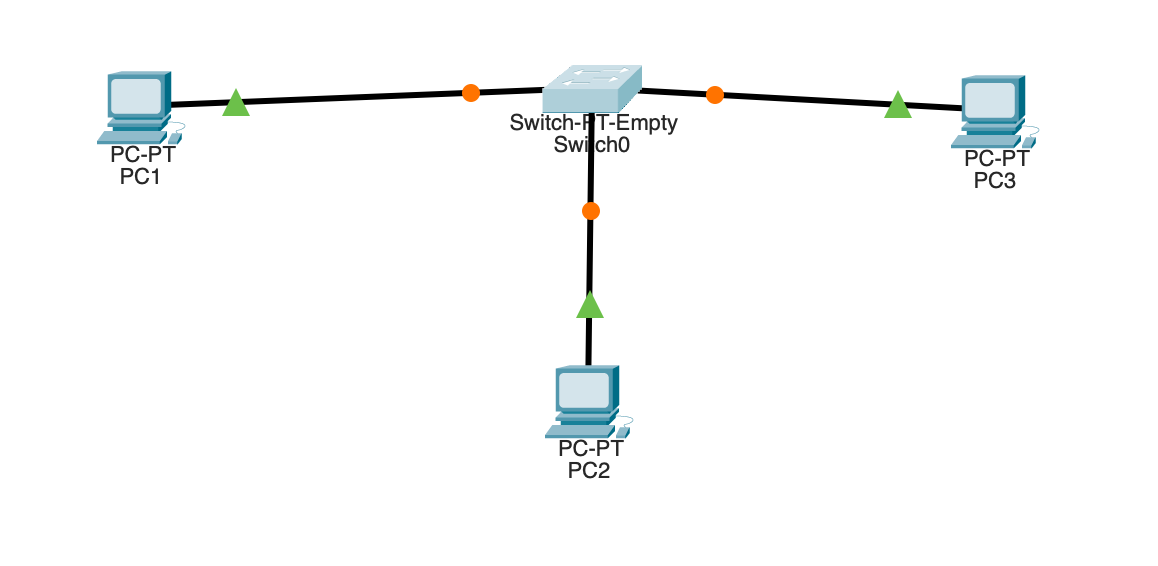 PC-PT
PC1
Switch-PT-Empty
Switch0
PC-PT
PC3
PC-PT
PC2